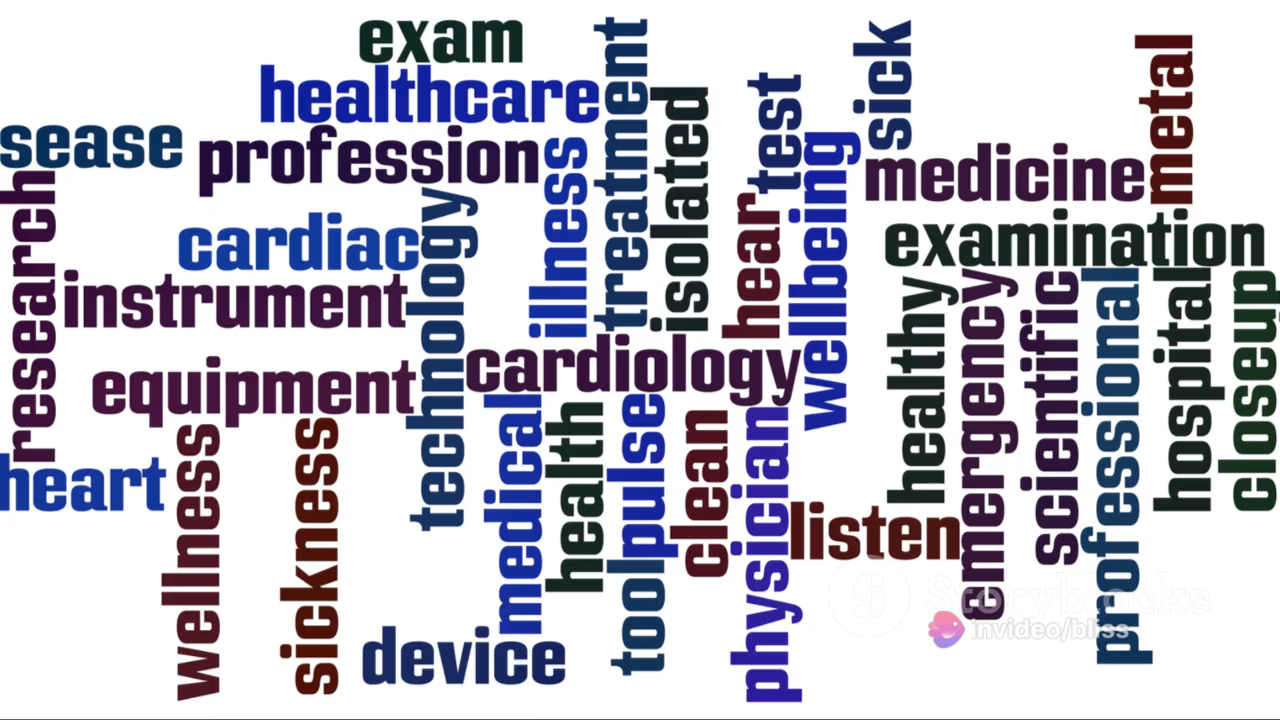 exam
healthcare
sease
profession
cardiac
instrument
equipment
research
heart
wellness
sickness
device
technology
illness
treatment
isolated
cardiology
medical
health
tool
pulse
clean
physician
hear
test
wellbeing
sick
medicine
metal
examination
healthy
emergency
scientific
professional
hospital
closeup
listen
Storyblocks
invideo/bliss